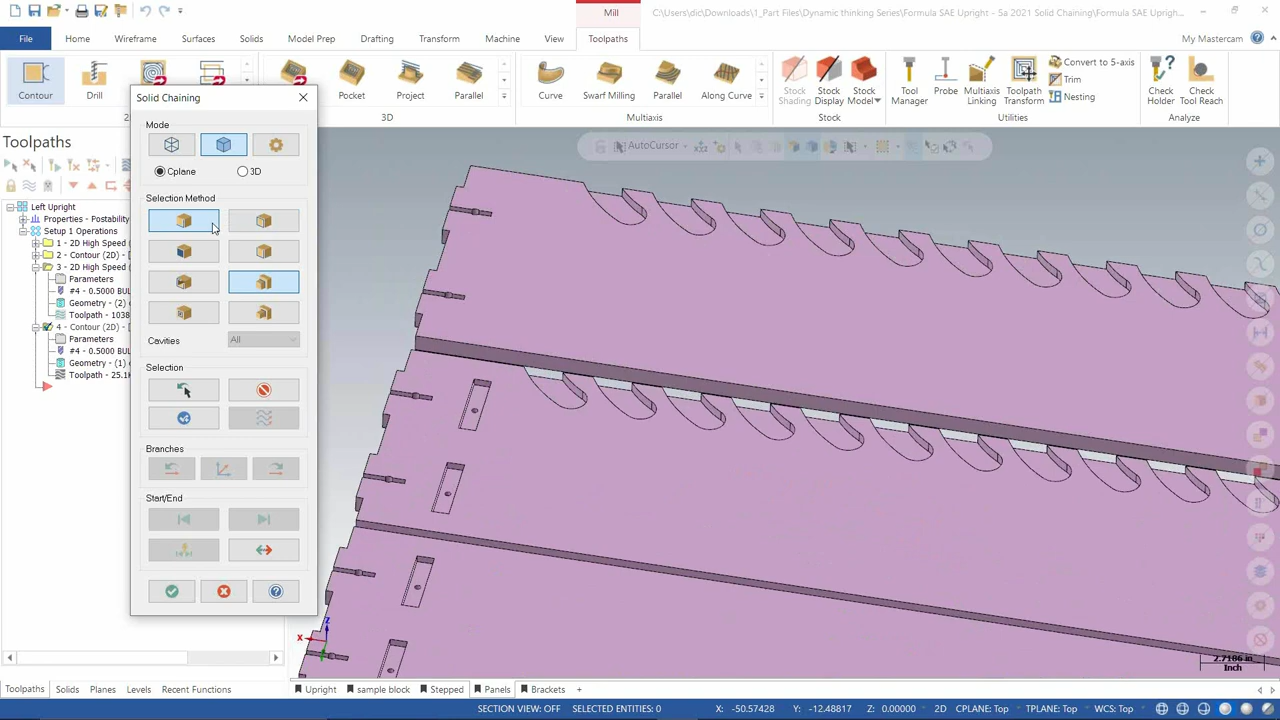 Mill
C:\Users\dic\Downloads\1_Part Files\Dynamic thinking Series\Formula SAE Upright - Sa 2021 Solid Chaining\Formula SAE Uprigh...
File
Home
Wireframe
Surfaces
Solids
Model Prep
Drafting
Transform
Machine
View
Toolpaths
My Mastercam
Contour
Drill
Pocket
Project
Parallel
Curve
Swarf Milling
Parallel
Along Curve
Stock Shading
Stock Display
Stock Model
Tool Manager
Probe
Multiaxis Linking
Toolpath Transform
Convert to 5-axis
Trim
Nesting
Check Holder
Check Tool Reach
3D
Multiaxis
Stock
Utilities
Analyze
Toolpaths
Left Upright
Properties - Postability
Setup 1 Operations
1 - 2D High Speed
2 - Contour (2D) - [
3 - 2D High Speed
Parameters
#4 - 0.5000 BUL
Geometry - (2)
Toolpath - 1038
4 - Contour (2D) - [
Parameters
#4 - 0.5000 BUL
Geometry - (1)
Toolpath - 25.1K
Solid Chaining
Mode
Cplane
3D
Selection Method
Cavities
All
Selection
Branches
Start/End
AutoCursor
X
Z
2.7186 in
Inch
Toolpaths
Solids
Planes
Levels
Recent Functions
Upright
sample block
Stepped
Panels
Brackets
+
SECTION VIEW: OFF
SELECTED ENTITIES: 0
X: -50.57428
Y: -12.48817
Z: 0.00000
2D
CPLANE: Top
TPLANE: Top
WCS: Top